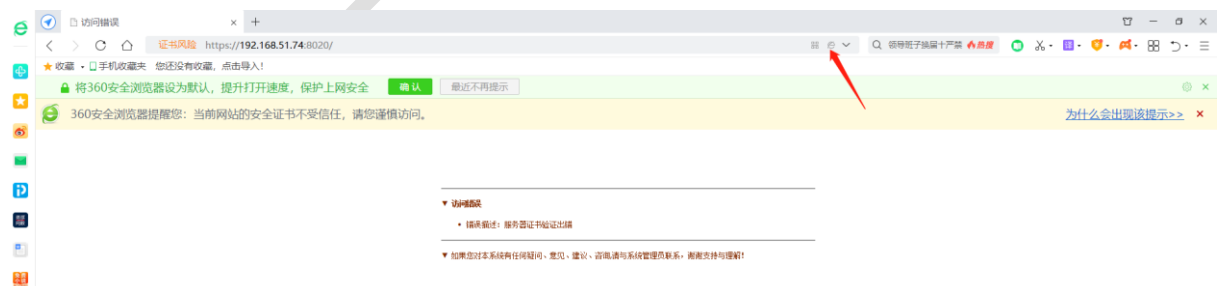 访问错误
证书风险 https://192.168.51.74:8020/
领导班子换届十严禁 热搜
收藏 手机收藏夹 您还没有收藏，点击导入！
将360安全浏览器设为默认，提升打开速度，保护上网安全 确认 最近不再提示
360安全浏览器提醒您：当前网站的安全证书不受信任，请您谨慎访问。 为什么会出现该提示>>
访问错误
错误描述：服务器证书验证出错
如果您对本系统有任何疑问、意见、建议、咨询,请与系统管理员联系，谢谢支持与理解！